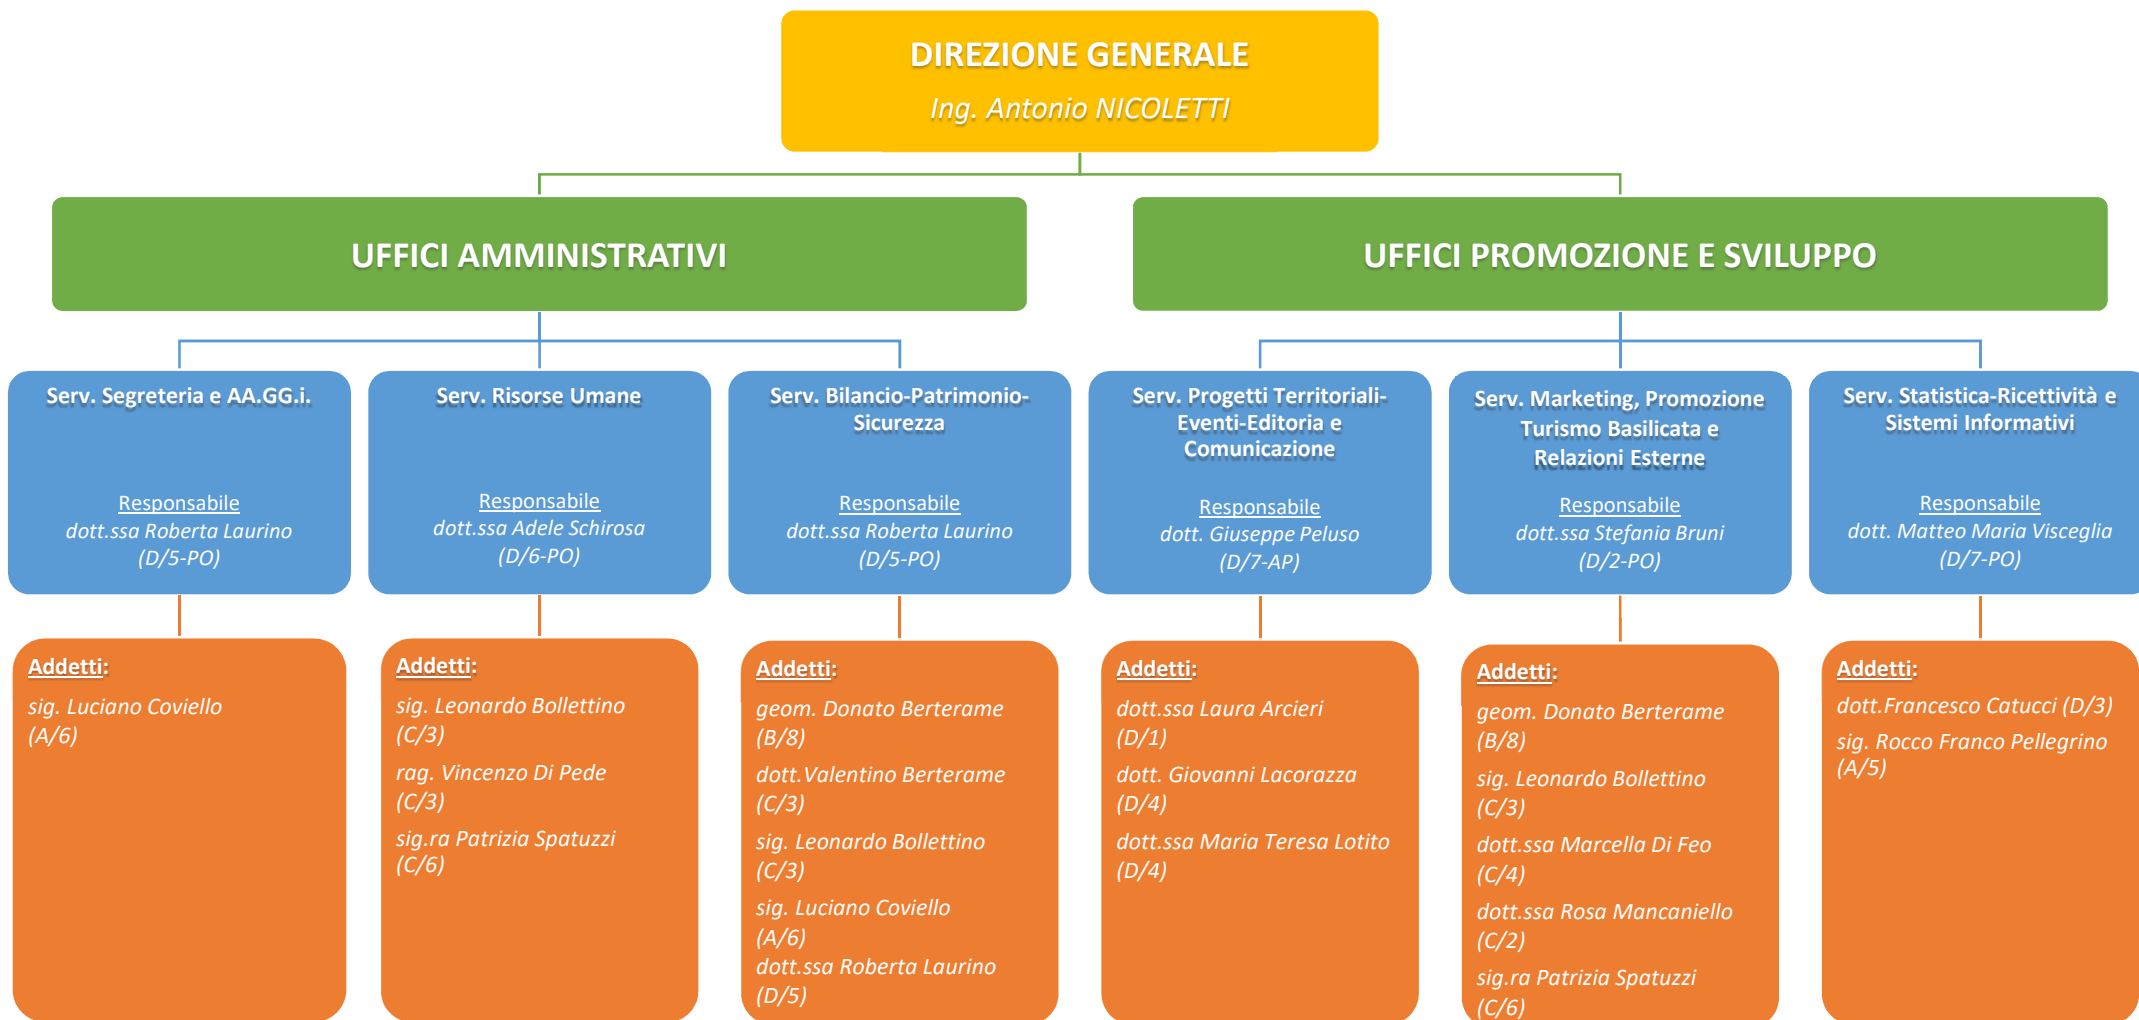 DIREZIONE GENERALE
Ing. Antonio NICOLETTI
UFFICI AMMINISTRATIVI
UFFICI PROMOZIONE E SVILUPPO
Serv. Segreteria e AA.GG.i.
Responsabile
dott.ssa Roberta Laurino
(D/5-PO)
Serv. Risorse Umane
Responsabile
dott.ssa Adele Schirosa
(D/6-PO)
Serv. Bilancio-Patrimonio-
Sicurezza
Responsabile
dott.ssa Roberta Laurino
(D/5-PO)
Serv. Progetti Territoriali-
Eventi-Editoria e
Comunicazione
Responsabile
dott. Giuseppe Peluso
(D/7-AP)
Serv. Marketing, Promozione
Turismo Basilicata e
Relazioni Esterne
Responsabile
dott.ssa Stefania Bruni
(D/2-PO)
Serv. Statistica-Ricettività e
Sistemi Informativi
Responsabile
dott. Matteo Maria Visceglia
(D/7-PO)
Addetti:
sig. Luciano Coviello
(A/6)
Addetti:
sig. Leonardo Bollettino
(C/3)
rag. Vincenzo Di Pede
(C/3)
sig.ra Patrizia Spatuzzi
(C/6)
Addetti:
geom. Donato Berterame
(B/8)
dott.Valentino Berterame
(C/3)
sig. Leonardo Bollettino
(C/3)
sig. Luciano Coviello
(A/6)
dott.ssa Roberta Laurino
(D/5)
Addetti:
dott.ssa Laura Arcieri
(D/1)
dott. Giovanni Lacorazza
(D/4)
dott.ssa Maria Teresa Lotito
(D/4)
Addetti:
geom. Donato Berterame
(B/8)
sig. Leonardo Bollettino
(C/3)
dott.ssa Marcella Di Feo
(C/4)
dott.ssa Rosa Mancaniello
(C/2)
sig.ra Patrizia Spatuzzi
(C/6)
Addetti:
dott.Francesco Catucci (D/3)
sig. Rocco Franco Pellegrino
(A/5)